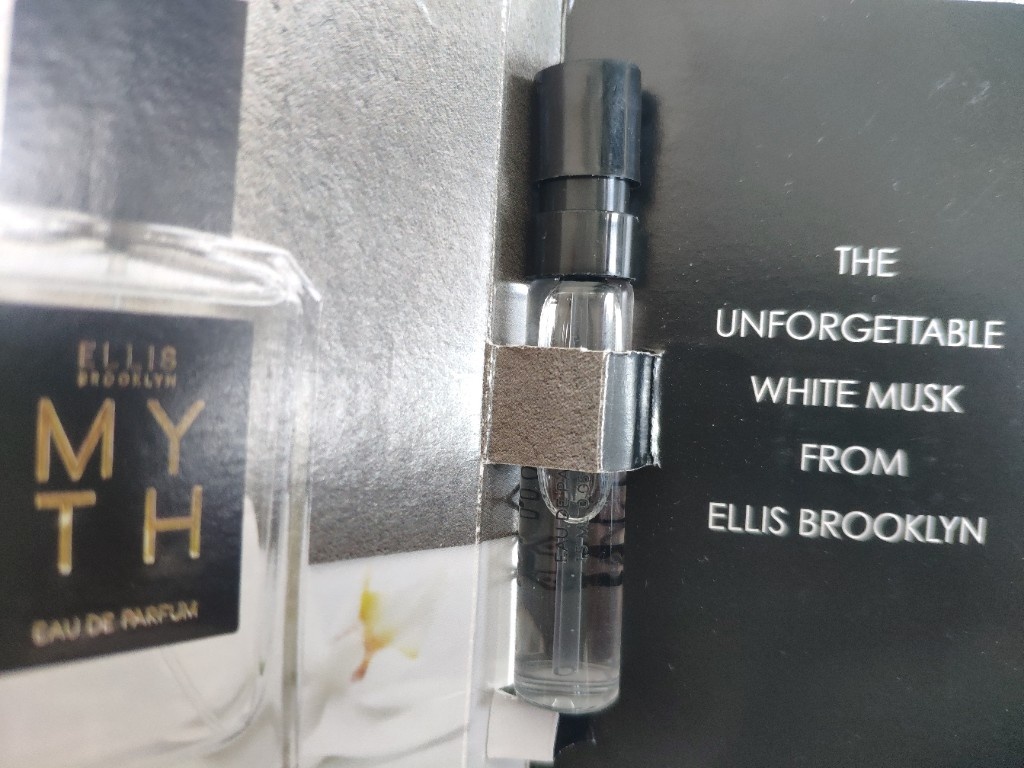 ELLIS
BROOKLYN
MY
TH
EAU DE PARFUM
THE
UNFORGETTABLE
WHITE MUSK
FROM
ELLIS BROOKLYN